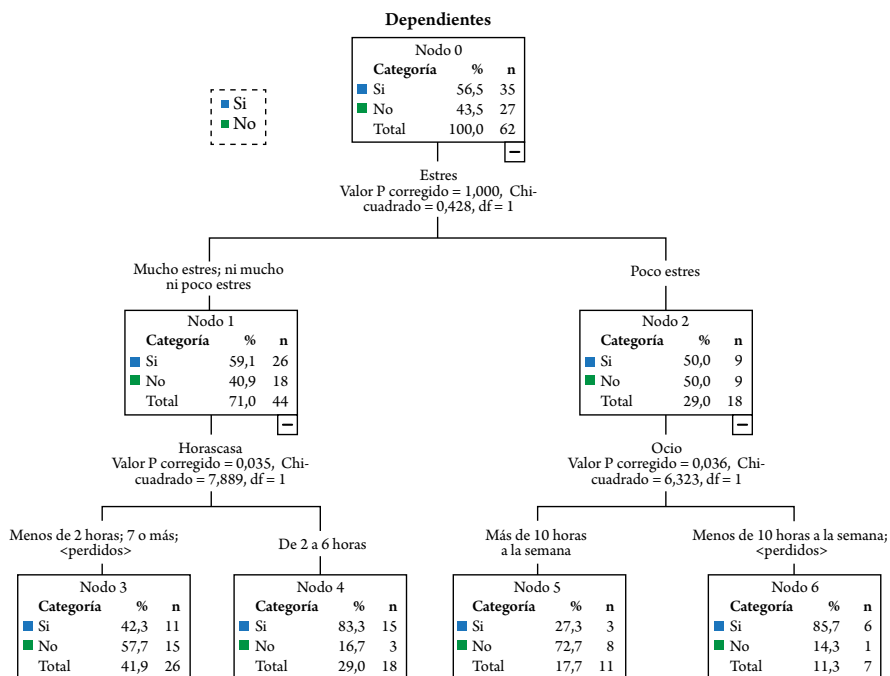 Dependientes
Si
No
Nodo 0
Categoría % n
Si 56,5 35
No 43,5 27
Total 100,0 62
Estres
Valor P corregido = 1,000, Chi-
cuadrado = 0,428, df = 1
Mucho estres; ni mucho
ni poco estres
Poco estres
Nodo 1
Categoría % n
Si 59,1 26
No 40,9 18
Total 71,0 44
Nodo 2
Categoría % n
Si 50,0 9
No 50,0 9
Total 29,0 18
Horascasa
Valor P corregido = 0,035, Chi-
cuadrado = 7,889, df = 1
Ocio
Valor P corregido = 0,036, Chi-
cuadrado = 6,323, df = 1
Menos de 2 horas; 7 o más;
<perdidos>
De 2 a 6 horas
Más de 10 horas
a la semana
Menos de 10 horas a la semana;
<perdidos>
Nodo 3
Categoría % n
Si 42,3 11
No 57,7 15
Total 41,9 26
Nodo 4
Categoría % n
Si 83,3 15
No 16,7 3
Total 29,0 18
Nodo 5
Categoría % n
Si 27,3 3
No 72,7 8
Total 17,7 11
Nodo 6
Categoría % n
Si 85,7 6
No 14,3 1
Total 11,3 7